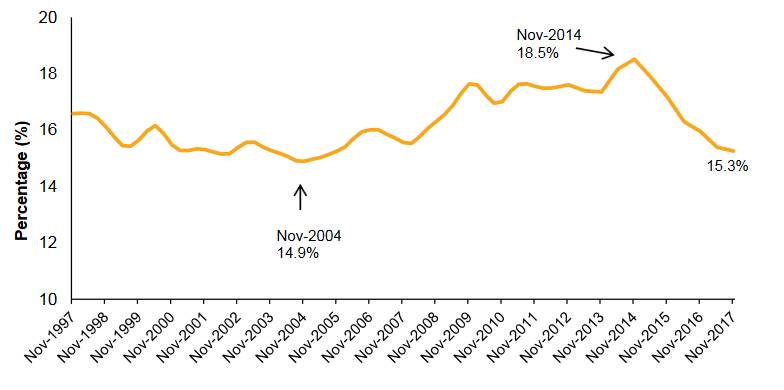 20
18
16
14
12
10
Percentage (%)
Nov-2014
18.5%
Nov-2004
14.9%
15.3%
Nov-1997
Nov-1998
Nov-1999
Nov-2000
Nov-2001
Nov-2002
Nov-2003
Nov-2004
Nov-2005
Nov-2006
Nov-2007
Nov-2008
Nov-2009
Nov-2010
Nov-2011
Nov-2012
Nov-2013
Nov-2014
Nov-2015
Nov-2016
Nov-2017